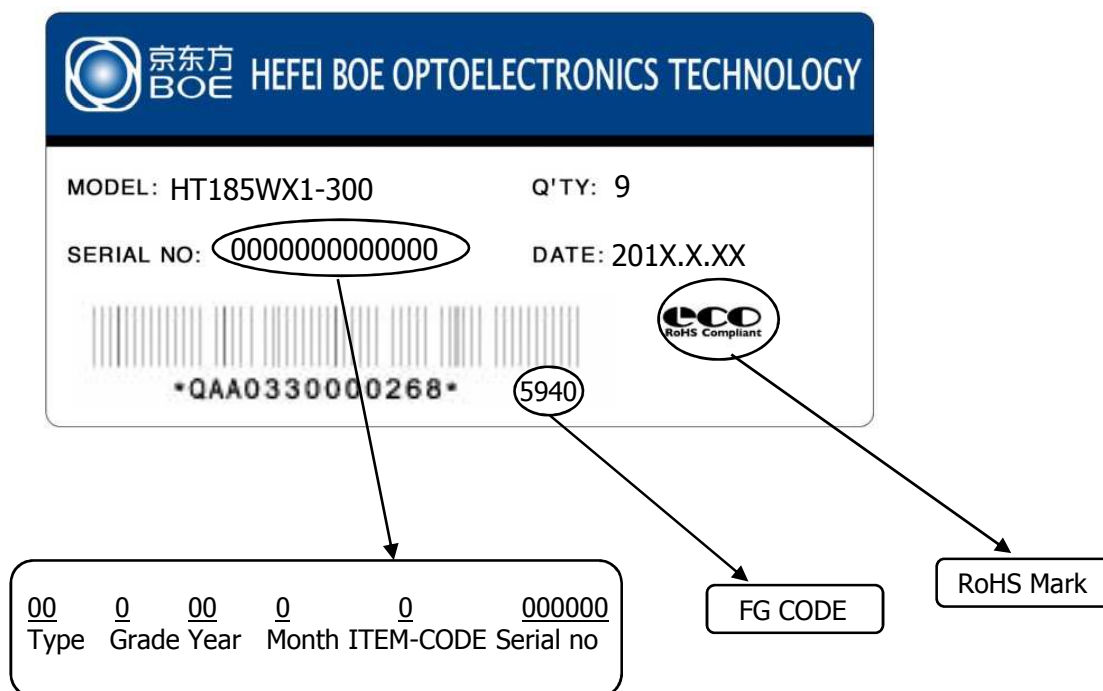 京东方
BOE
HEFEI BOE OPTOELECTRONICS TECHNOLOGY
MODEL: HT185WX1-300 Q'TY: 9
SERIAL NO: 0000000000000 DATE: 201X.X.XX
eco
RoHS Compliant
*QAA0330000268* 5940
00 0 00 0 0 000000
Type Grade Year Month ITEM-CODE Serial no
FG CODE
RoHS Mark